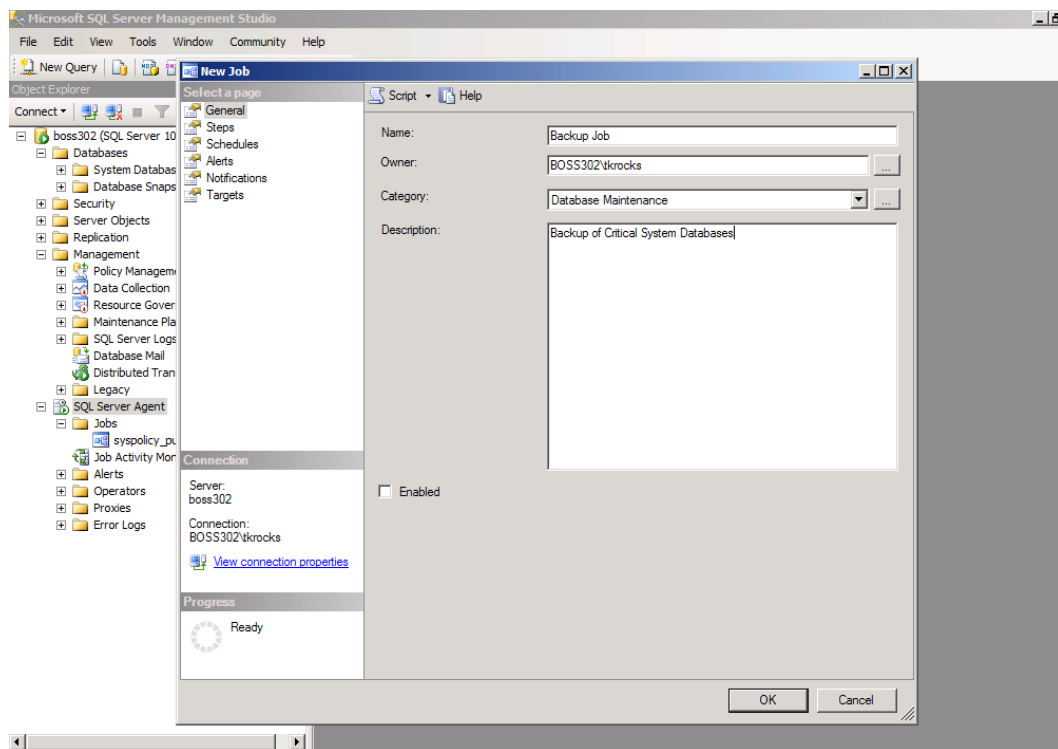 Microsoft SQL Server Management Studio
File Edit View Tools Window Community Help
New Query
Object Explorer
Connect
boss302 (SQL Server 10
Databases
System Databas
Database Snaps
Security
Server Objects
Replication
Management
Policy Managem
Data Collection
Resource Gover
Maintenance Pla
SQL Server Logs
Database Mail
Distributed Tran
Legacy
SQL Server Agent
Jobs
syspolicy_pu
Job Activity Mor
Alerts
Operators
Proxies
Error Logs
New Job
Select a page
General
Steps
Schedules
Alerts
Notifications
Targets
Connection
Server:
boss302
Connection:
BOSS302\tkrocks
View connection properties
Progress
Ready
Script Help
Name: Backup Job
Owner: BOSS302\tkrocks ...
Category: Database Maintenance ...
Description: Backup of Critical System Databases
Enabled
OK Cancel